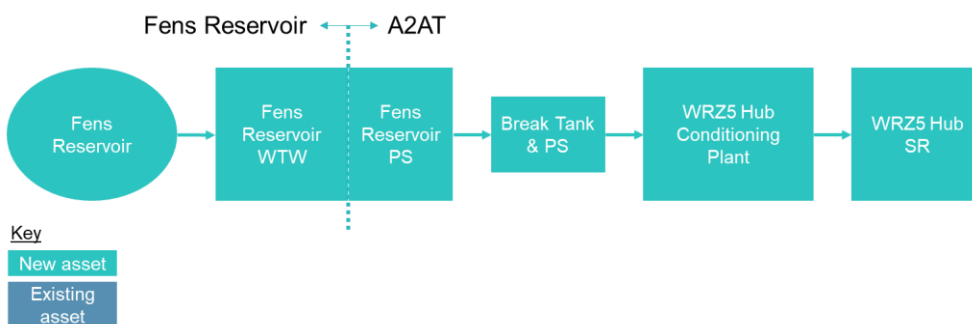 Fens Reservoir
A2AT
Fens
Reservoir
Fens
Reservoir
WTW
Fens
Reservoir
PS
Break Tank
& PS
WRZ5 Hub
Conditioning
Plant
WRZ5 Hub
SR
Key
New asset
Existing
asset